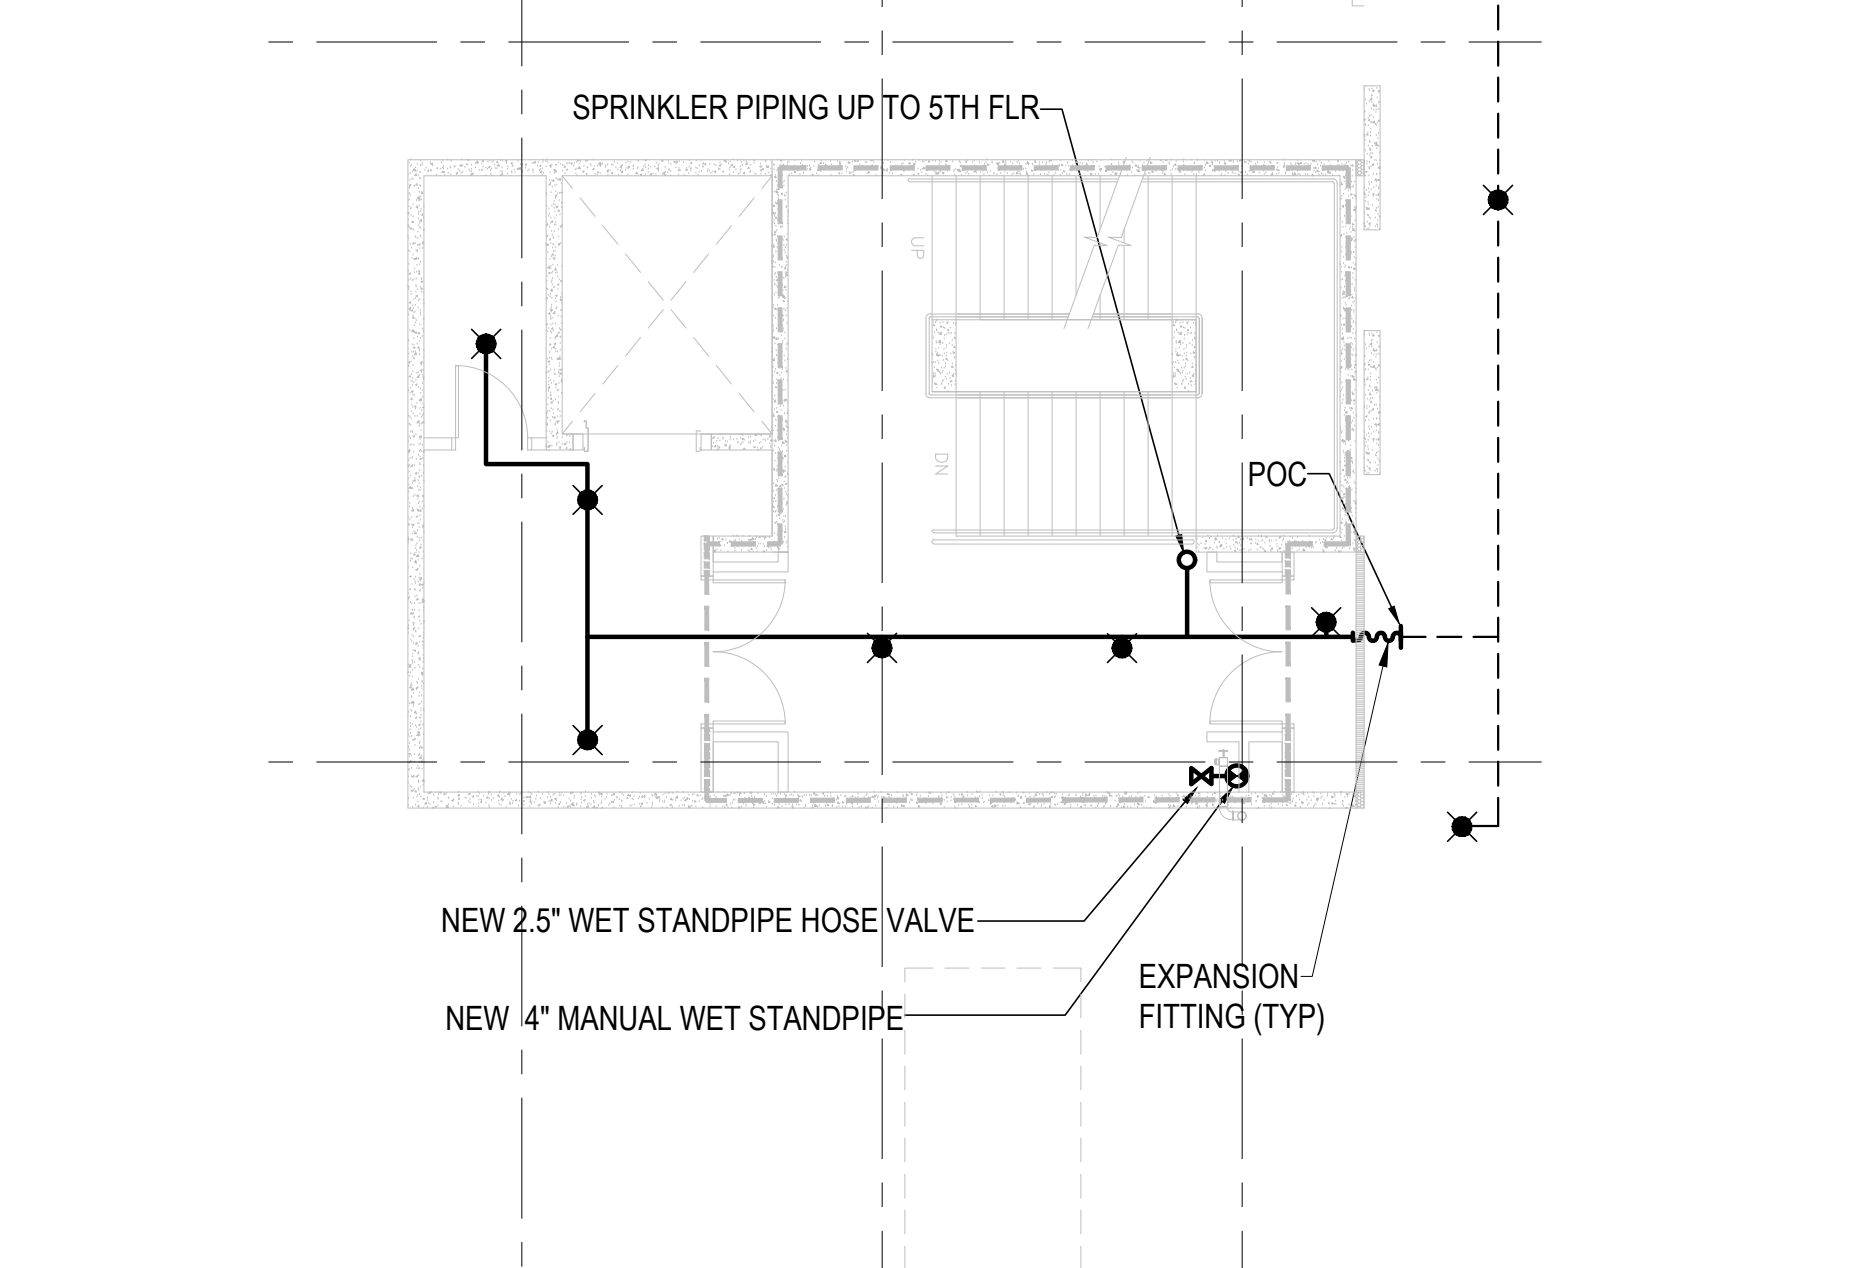 SPRINKLER PIPING UP TO 5TH FLR
UP
DN
POC
NEW 2.5" WET STANDPIPE HOSE VALVE
NEW 4" MANUAL WET STANDPIPE
EXPANSION
FITTING (TYP)